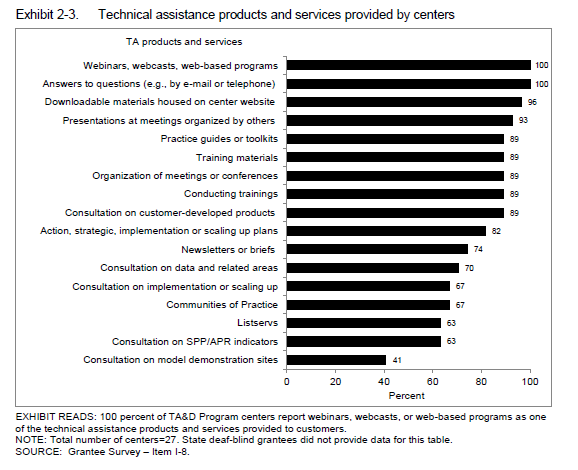 Exhibit 2-3. Technical assistance products and services provided by centers
TA products and services
Webinars, webcasts, web-based programs 100
Answers to questions (e.g., by e-mail or telephone) 100
Downloadable materials housed on center website 96
Presentations at meetings organized by others 93
Practice guides or toolkits 89
Training materials 89
Organization of meetings or conferences 89
Conducting trainings 89
Consultation on customer-developed products 89
Action, strategic, implementation or scaling up plans 82
Newsletters or briefs 74
Consultation on data and related areas 70
Consultation on implementation or scaling up 67
Communities of Practice 67
Listservs 63
Consultation on SPP/APR indicators 63
Consultation on model demonstration sites 41
0 20 40 60 80 100
Percent
EXHIBIT READS: 100 percent of TA&D Program centers report webinars, webcasts, or web-based programs as one
of the technical assistance products and services provided to customers.
NOTE: Total number of centers=27. State deaf-blind grantees did not provide data for this table.
SOURCE: Grantee Survey – Item I-8.